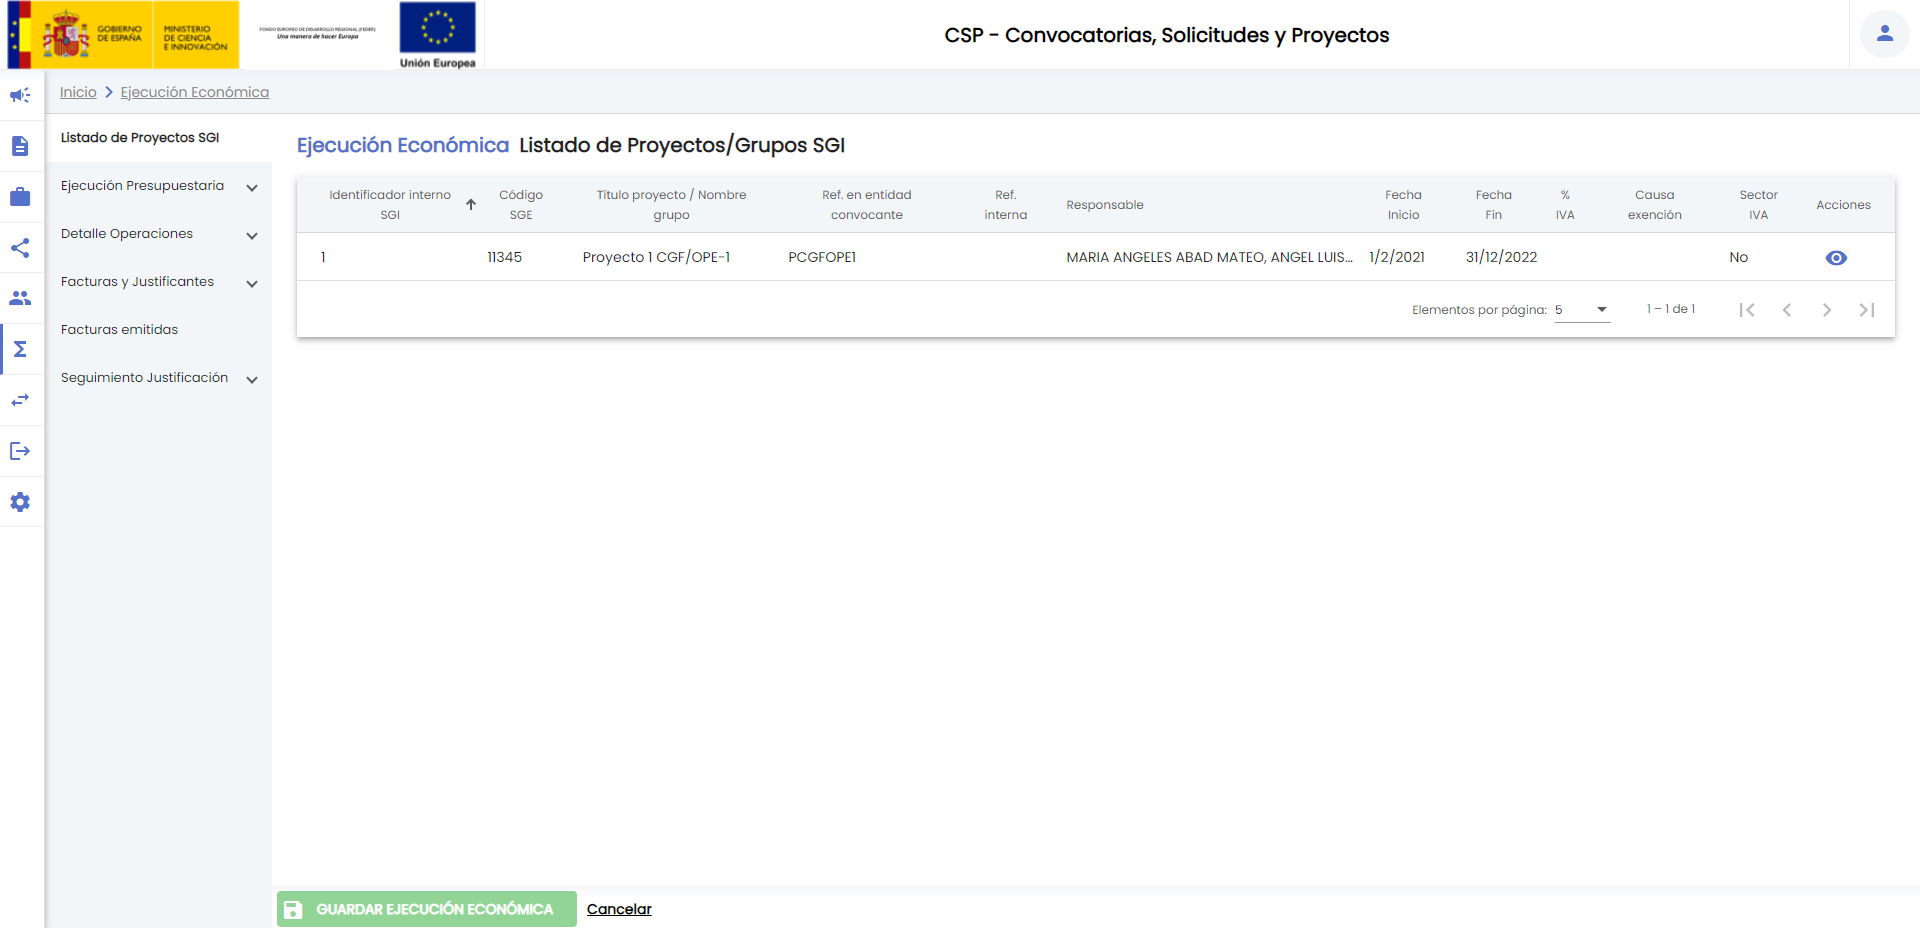 GOBIERNO
DE ESPAÑA
MINISTERIO
DE CIENCIA
E INNOVACIÓN
FONDO EUROPEO DE DESARROLLO REGIONAL (FEDER)
Una manera de hacer Europa
Unión Europea
CSP - Convocatorias, Solicitudes y Proyectos
Inicio
Ejecución Económica
Listado de Proyectos SGI
Ejecución Presupuestaria
Detalle Operaciones
Facturas y Justificantes
Facturas emitidas
Seguimiento Justificación
Ejecución Económica Listado de Proyectos/Grupos SGI
Identificador interno
SGI
Código
SGE
Título proyecto / Nombre
grupo
Ref. en entidad
convocante
Ref.
interna
Responsable
Fecha
Inicio
Fecha
Fin
%
IVA
Causa
exención
Sector
IVA
Acciones
1 11345 Proyecto 1 CGF/OPE-1 PCGFOPE1 MARIA ANGELES ABAD MATEO, ANGEL LUIS... 1/2/2021 31/12/2022 No
Elementos por página: 5 1 – 1 de 1
GUARDAR EJECUCIÓN ECONÓMICA Cancelar